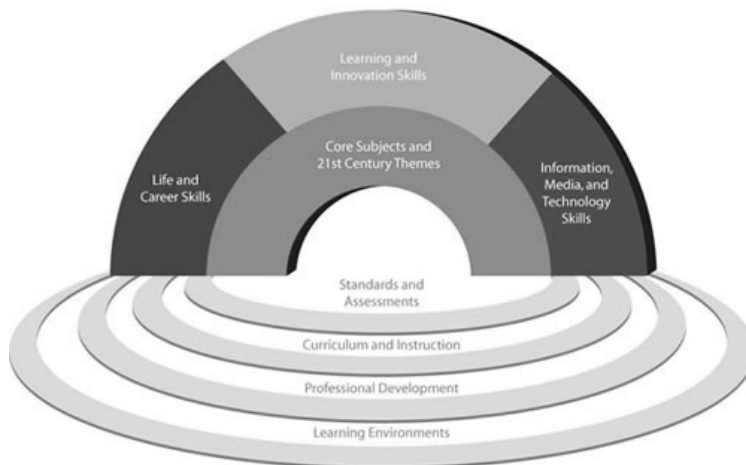 Learning and
Innovation Skills
Core Subjects and
21st Century Themes
Life and
Career Skills
Information,
Media, and
Technology
Skills
Standards and
Assessments
Curriculum and Instruction
Professional Development
Learning Environments